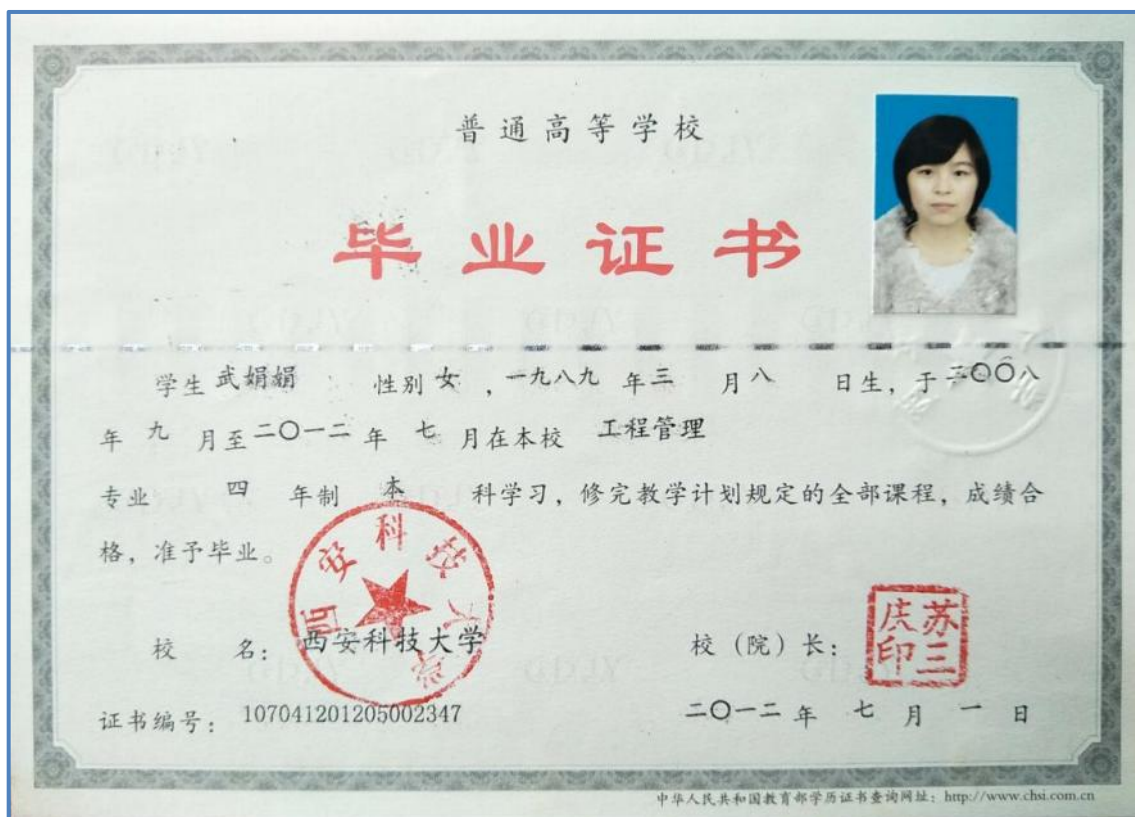 普通高等学校
毕业证书
学生 武娟娟 性别 女 ，一九八九 年 三 月 八 日生，于 二〇〇八
年 九 月至 二〇一二 年 七 月在本校 工程管理
专业 四 年制 本 科学习，修完教学计划规定的全部课程，成绩合
格，准予毕业。
西安科技大学
校 名： 西安科技大学
校（院）长：
苏三庆印
证书编号： 107041201205002347
二〇一二 年 七 月 一 日
中华人民共和国教育部学历证书查询网址：http://www.chsi.com.cn